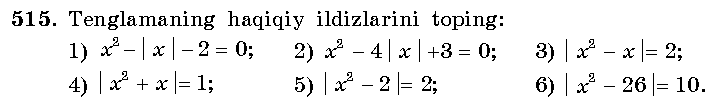 515. Tenglamaning haqiqiy ildizlarini toping:
1) x²−| x |−2 = 0; 2) x² −4| x |+3 = 0; 3) | x² −x|= 2;
4) | x² + x|= 1; 5) | x² −2 |= 2; 6) | x² −26 |= 10.